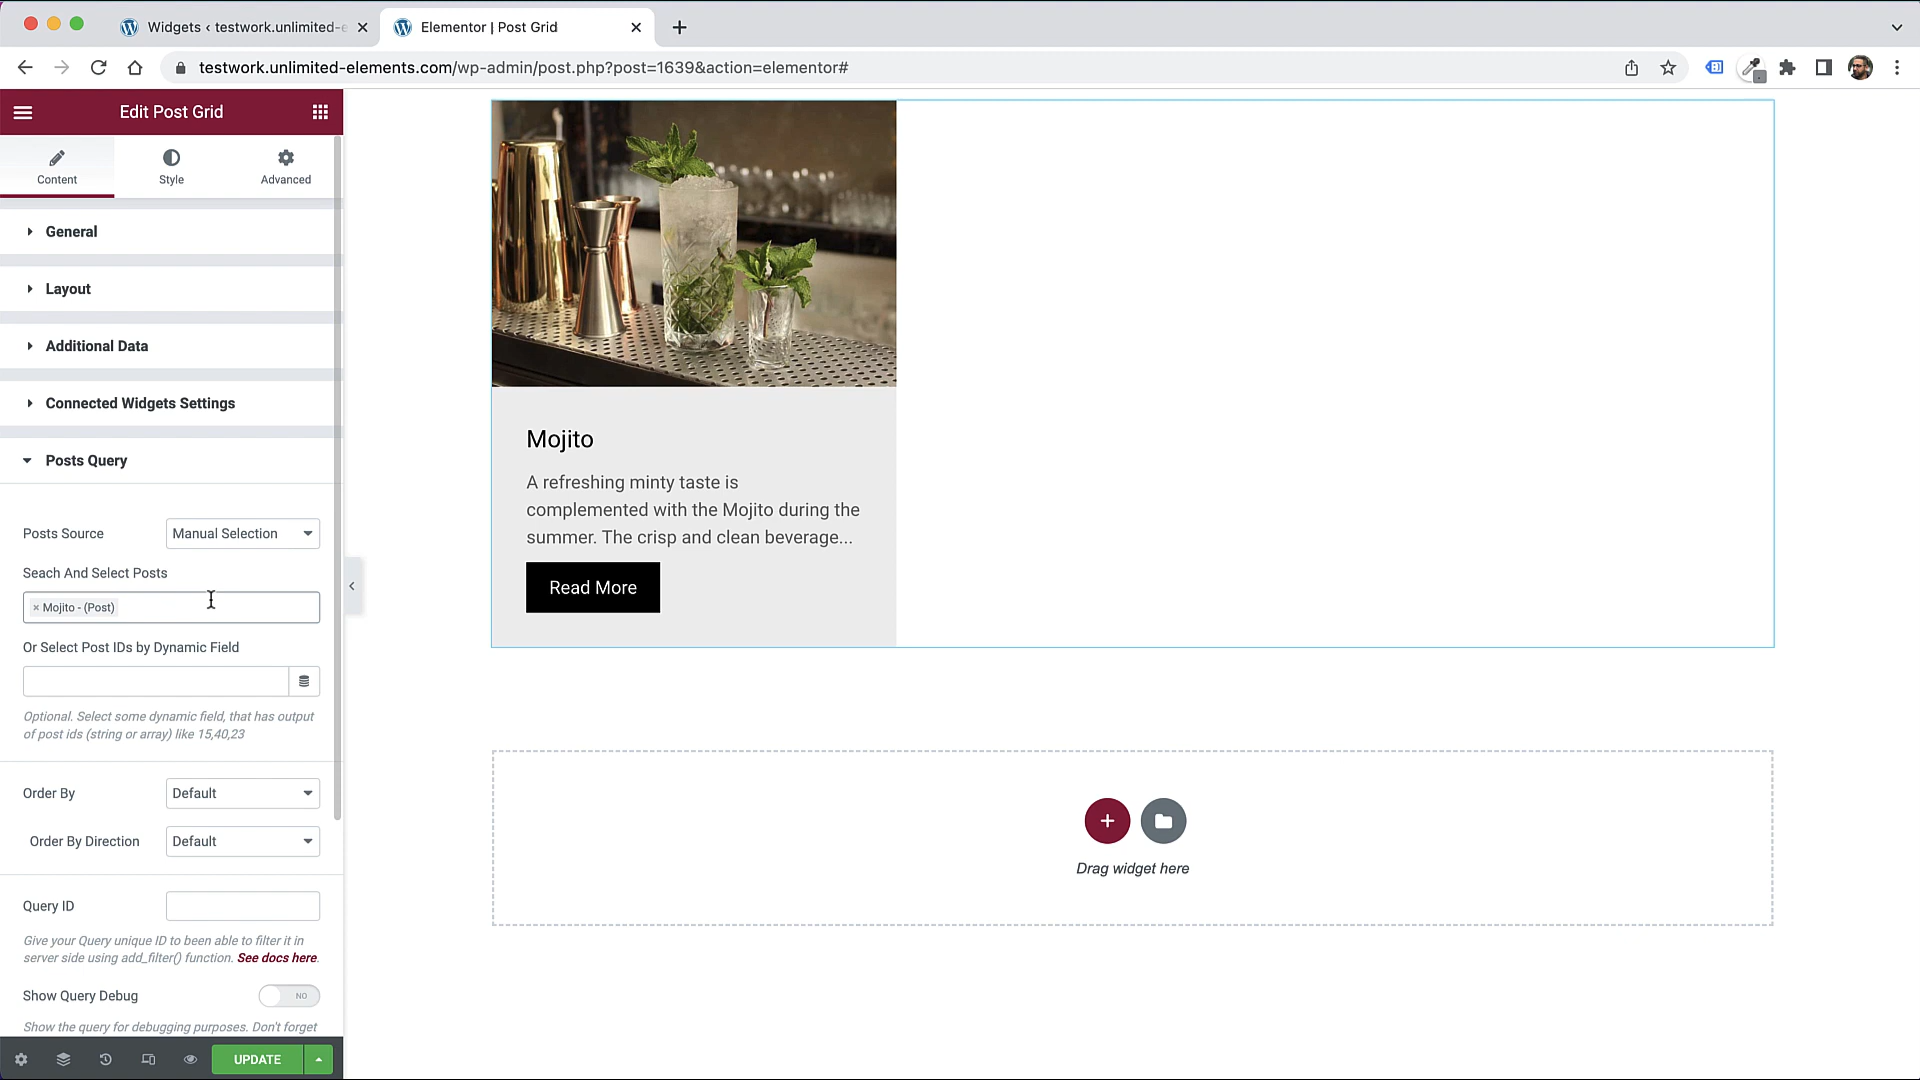 Widgets ‹ testwork.unlimited-e
Elementor | Post Grid
testwork.unlimited-elements.com/wp-admin/post.php?post=1639&action=elementor#
Edit Post Grid
Content
Style
Advanced
General
Layout
Additional Data
Connected Widgets Settings
Posts Query
Posts Source
Manual Selection
Seach And Select Posts
× Mojito - (Post)
Or Select Post IDs by Dynamic Field
Optional. Select some dynamic field, that has output
of post ids (string or array) like 15,40,23
Order By
Default
Order By Direction
Default
Query ID
Give your Query unique ID to been able to filter it in
server side using add_filter() function. See docs here.
Show Query Debug
NO
Show the query for debugging purposes. Don't forget
UPDATE
Mojito
A refreshing minty taste is
complemented with the Mojito during the
summer. The crisp and clean beverage...
Read More
Drag widget here